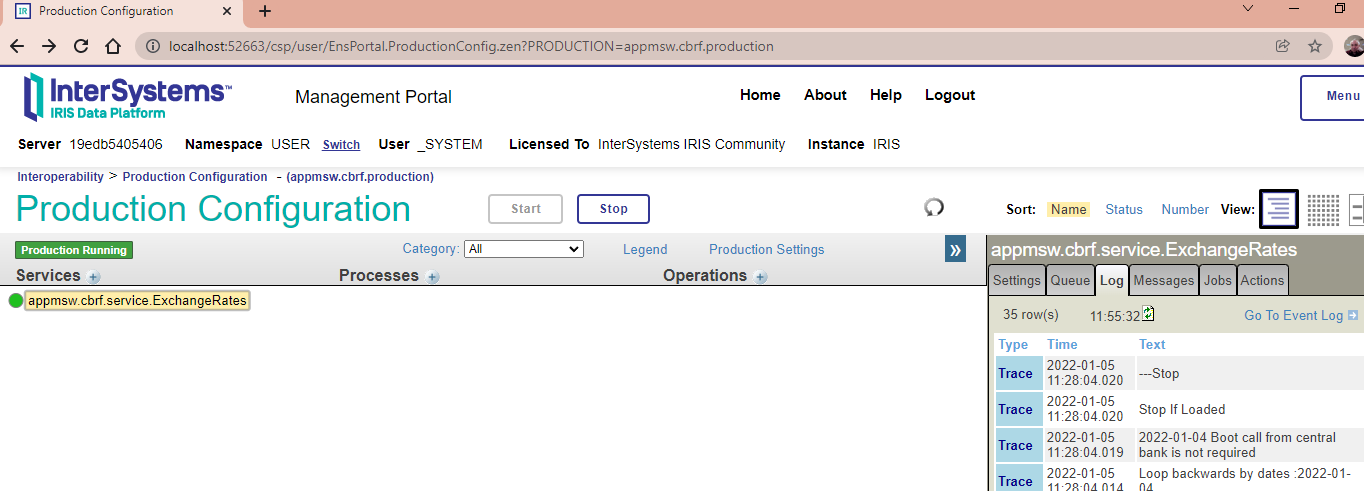 Production Configuration
localhost:52663/csp/user/EnsPortal.ProductionConfig.zen?PRODUCTION=appmsw.cbrf.production
InterSystems™
IRIS Data Platform
Management Portal
Home About Help Logout
Menu
Server 19edb5405406 Namespace USER Switch User _SYSTEM Licensed To InterSystems IRIS Community Instance IRIS
Interoperability > Production Configuration - (appmsw.cbrf.production)
Production Configuration
Start Stop
Sort: Name Status Number View:
Production Running
Category: All Legend Production Settings »
Services + Processes + Operations +
appmsw.cbrf.service.ExchangeRates
appmsw.cbrf.service.ExchangeRates
Settings Queue Log Messages Jobs Actions
35 row(s) 11:55:32 Go To Event Log
Type Time Text
Trace 2022-01-05 11:28:04.020 ---Stop
Trace 2022-01-05 11:28:04.020 Stop If Loaded
Trace 2022-01-05 11:28:04.019 2022-01-04 Boot call from central bank is not required
Trace 2022-01-05 11:28:04.014 Loop backwards by dates :2022-01-04